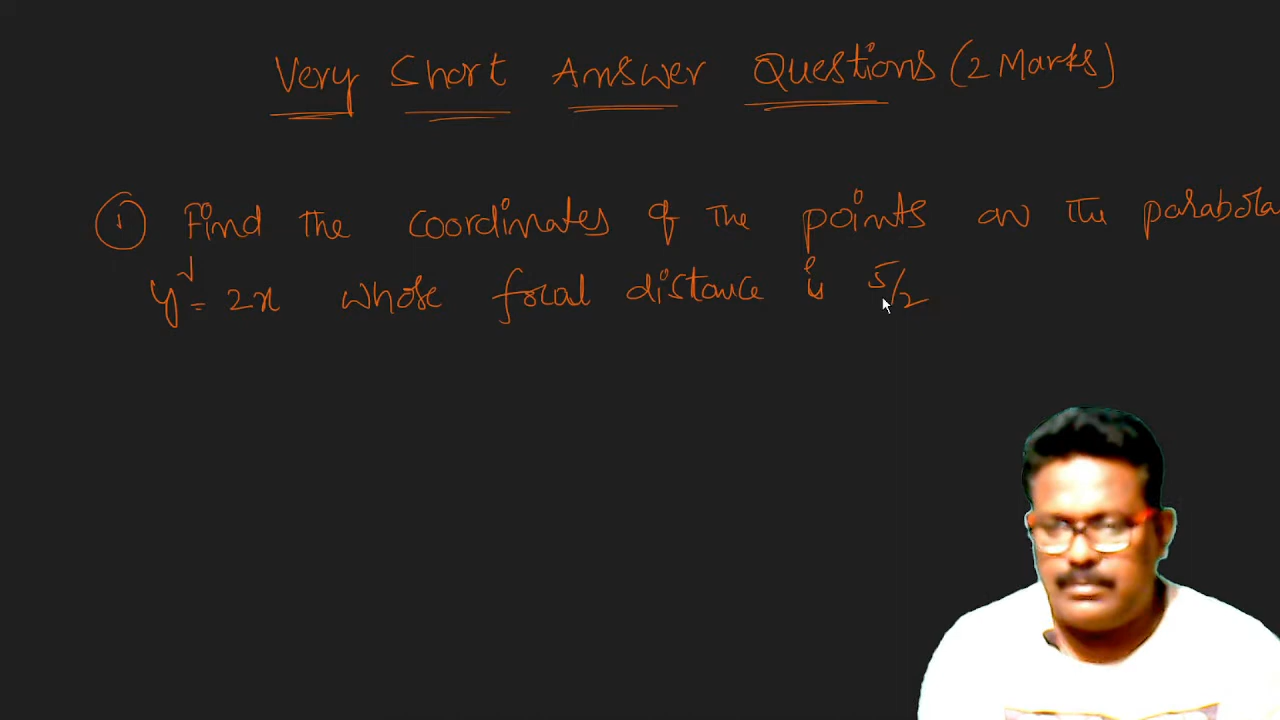 Very Short Answer Questions (2 Marks)
① Find the coordinates of the points on the parabola
y² = 2x whose focal distance is 5/2